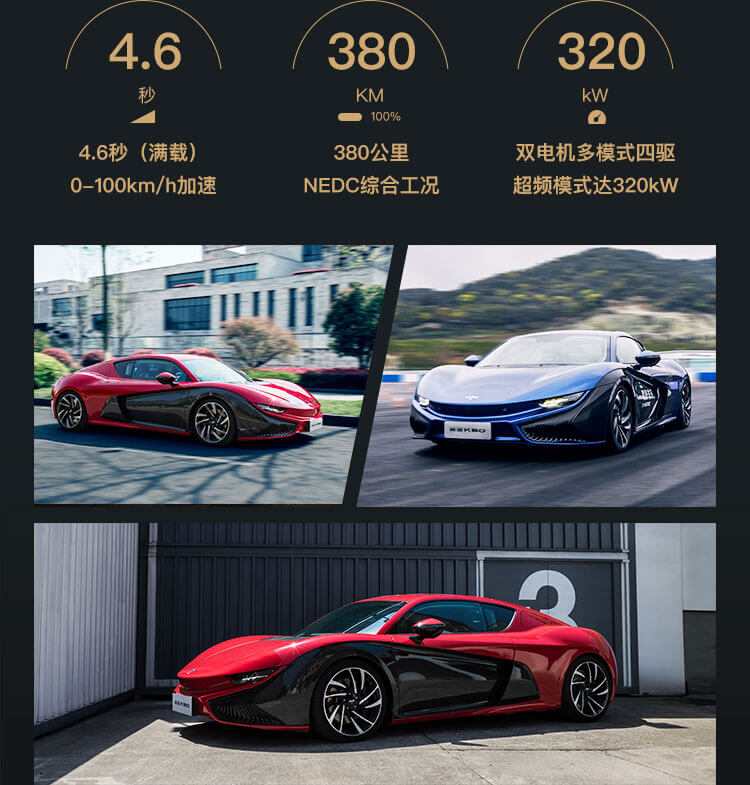 4.6
380
320
秒
KM
kW
100%
4.6秒（满载）
380公里
双电机多模式四驱
0-100km/h加速
NEDC综合工况
超频模式达320kW
3